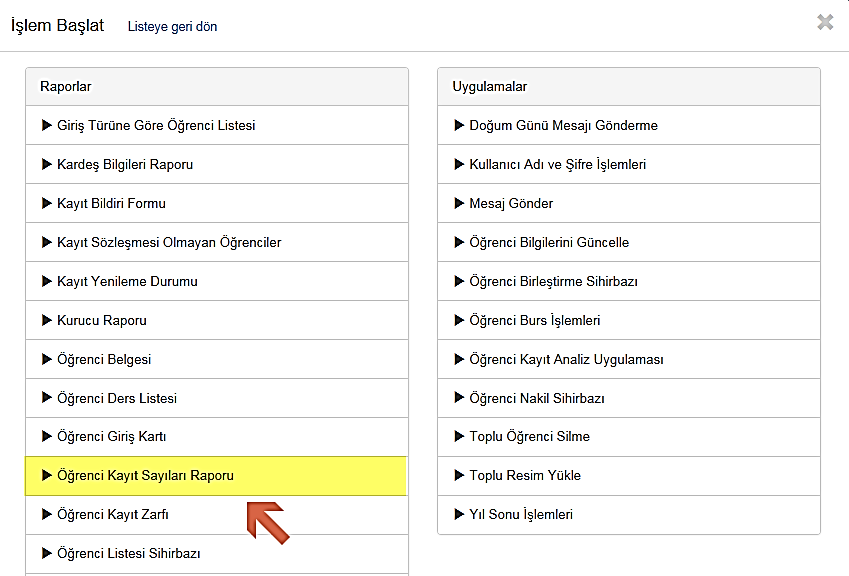 İşlem Başlat Listeye geri dön
Raporlar
Giriş Türüne Göre Öğrenci Listesi
Kardeş Bilgileri Raporu
Kayıt Bildiri Formu
Kayıt Sözleşmesi Olmayan Öğrenciler
Kayıt Yenileme Durumu
Kurucu Raporu
Öğrenci Belgesi
Öğrenci Ders Listesi
Öğrenci Giriş Kartı
Öğrenci Kayıt Sayıları Raporu
Öğrenci Kayıt Zarfı
Öğrenci Listesi Sihirbazı
Uygulamalar
Doğum Günü Mesajı Gönderme
Kullanıcı Adı ve Şifre İşlemleri
Mesaj Gönder
Öğrenci Bilgilerini Güncelle
Öğrenci Birleştirme Sihirbazı
Öğrenci Burs İşlemleri
Öğrenci Kayıt Analiz Uygulaması
Öğrenci Nakil Sihirbazı
Toplu Öğrenci Silme
Toplu Resim Yükle
Yıl Sonu İşlemleri